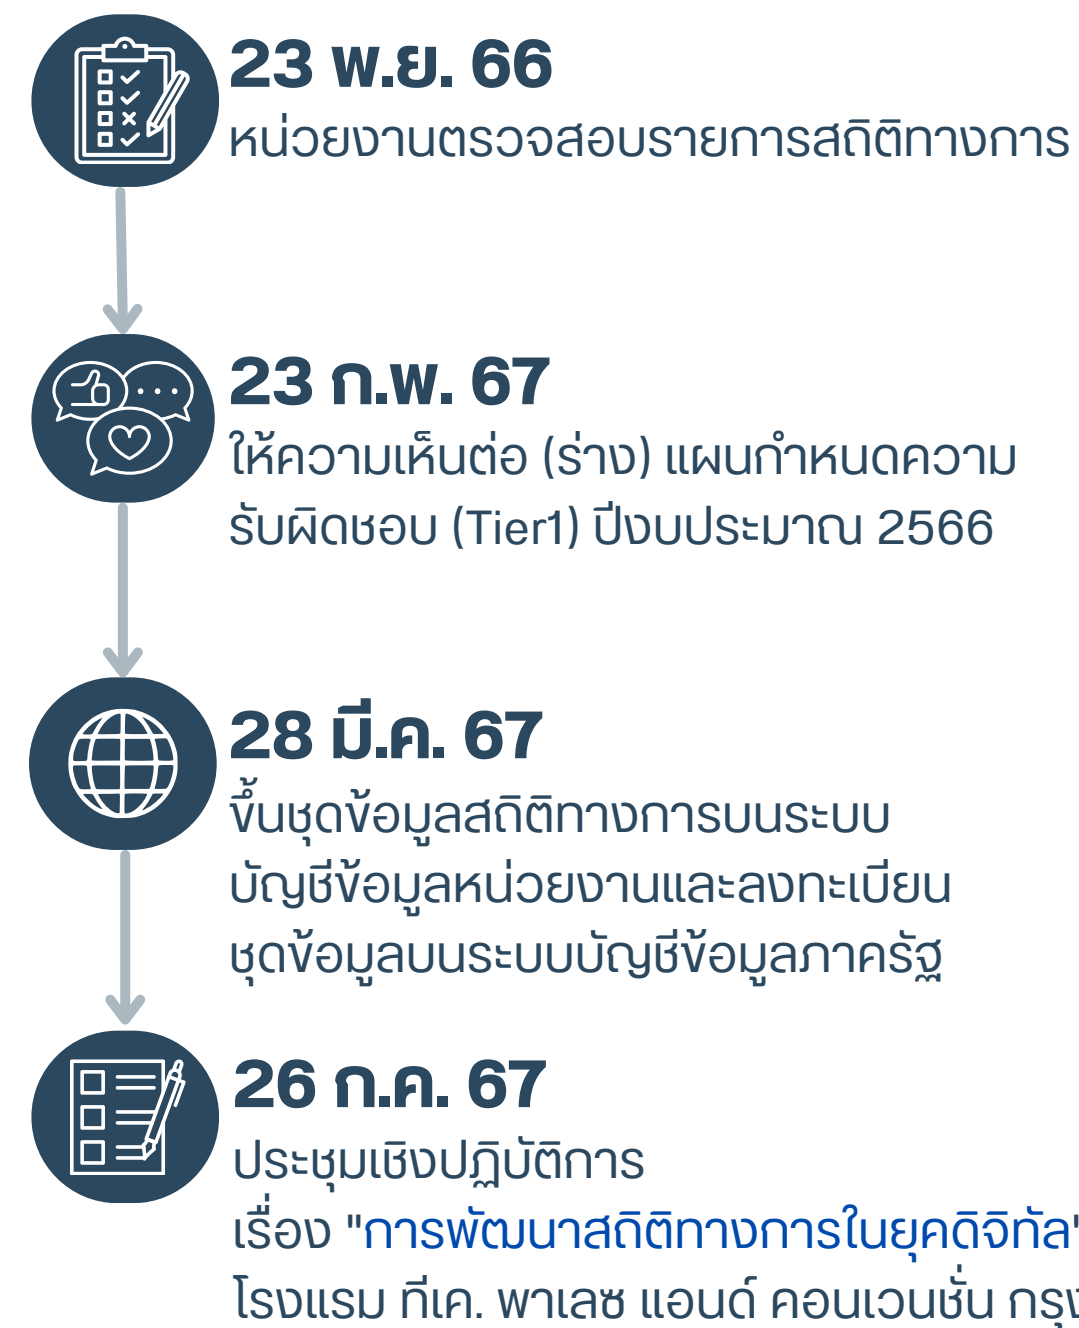 23 พ.ย. 66
หน่วยงานตรวจสอบรายการสถิติทางการ
23 ก.พ. 67
ให้ความเห็นต่อ (ร่าง) แผนกำหนดความ
รับผิดชอบ (Tier1) ปีงบประมาณ 2566
28 มี.ค. 67
ขึ้นชุดข้อมูลสถิติทางการบนระบบ
บัญชีข้อมูลหน่วยงานและลงทะเบียน
ชุดข้อมูลบนระบบบัญชีข้อมูลภาครัฐ
26 ก.ค. 67
ประชุมเชิงปฏิบัติการ
เรื่อง "การพัฒนาสถิติทางการในยุคดิจิทัล"
โรงแรม ทีเค. พาเลซ แอนด์ คอนเวนชั่น